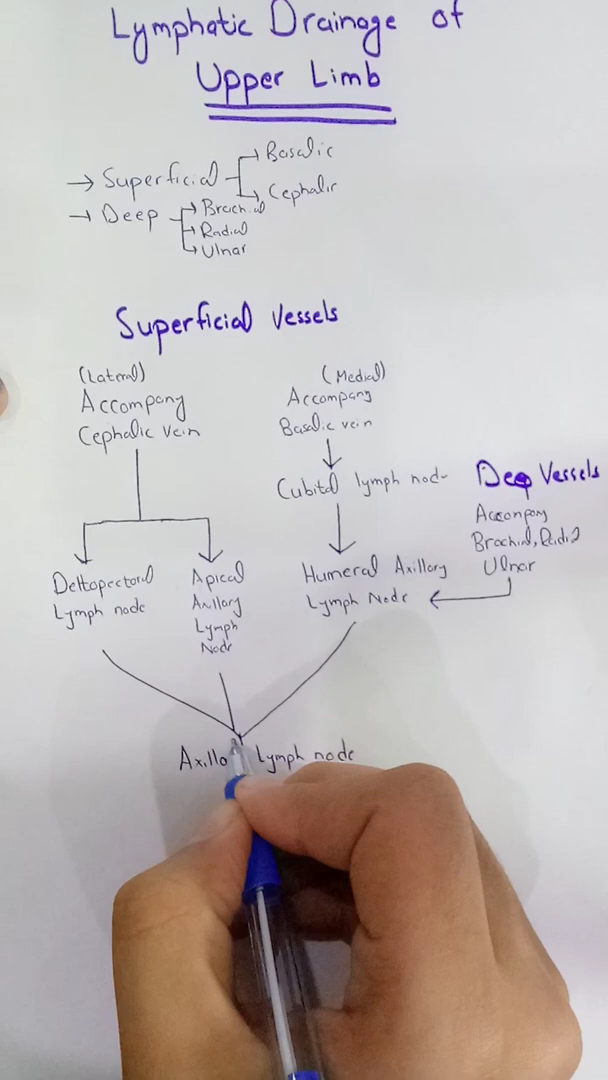 Lymphatic Drainage of
Upper Limb
→ Superficial
Basalic
Cephalic
→ Deep
Brachial
Radial
Ulnar
Superficial Vessels
(Lateral)
Accompany
Cephalic vein
(Medial)
Accompany
Basalic vein
Cubital lymph node
Deep Vessels
Accompany
Brachial, Radial
Ulnar
Deltopectoral
Lymph node
Apical
Axillary
Lymph
Node
Humeral Axillary
Lymph Node
Lymph node